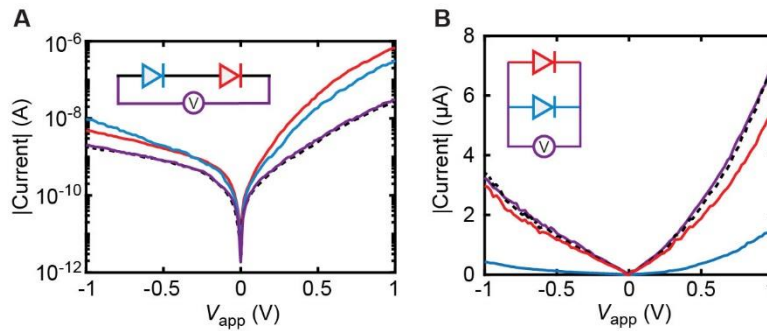 A
|Current| (A)
10⁻⁶
10⁻⁸
10⁻¹⁰
10⁻¹²
V
-1 -0.5 0 0.5 1
V_app (V)
B
|Current| (µA)
8
6
4
2
0
V
-1 -0.5 0 0.5 1
V_app (V)